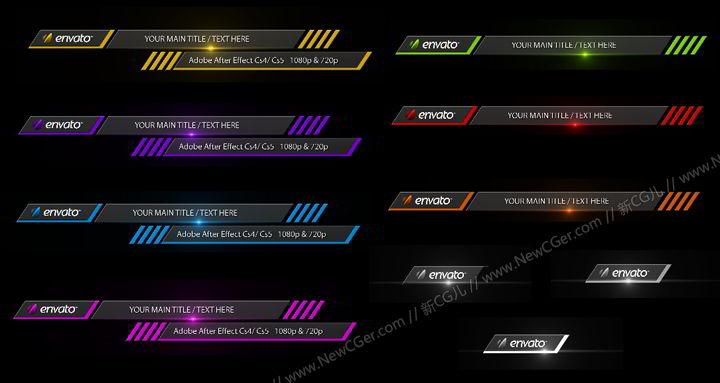 envato
YOUR MAIN TITLE / TEXT HERE
Adobe After Effect Cs4/ Cs5 1080p & 720p
envato
YOUR MAIN TITLE / TEXT HERE
Adobe After Effect Cs4/ Cs5 1080p & 720p
envato
YOUR MAIN TITLE / TEXT HERE
Adobe After Effect Cs4/ Cs5 1080p & 720p
envato
YOUR MAIN TITLE / TEXT HERE
Adobe After Effect Cs4/ Cs5 1080p & 720p
envato
YOUR MAIN TITLE / TEXT HERE
envato
YOUR MAIN TITLE / TEXT HERE
envato
YOUR MAIN TITLE / TEXT HERE
envato
envato
envato
www.NewCGer.com // 新CG儿 // www.NewCGer.com // 新CG儿 // www.NewCGer.com